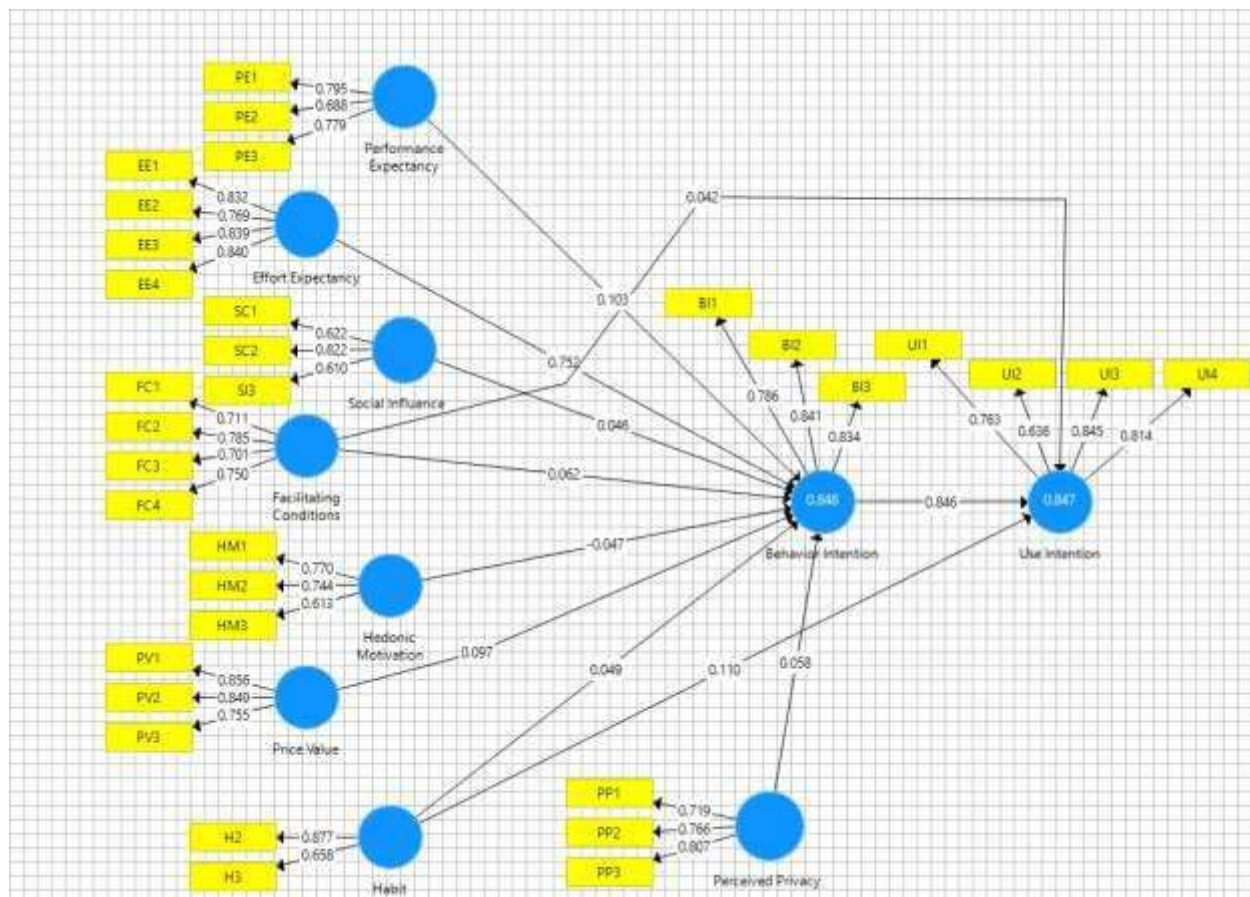 PE1
0.795
PE2
0.688
PE3
0.779
Performance
Expectancy
EE1
0.832
EE2
0.769
EE3
0.839
EE4
0.840
Effort Expectancy
SC1
0.622
SC2
0.822
SI3
0.610
Social Influence
FC1
0.711
FC2
0.785
FC3
0.701
FC4
0.750
Facilitating
Conditions
HM1
0.770
HM2
0.744
HM3
0.613
Hedonic
Motivation
PV1
0.856
PV2
0.849
PV3
0.755
Price Value
H2
0.877
H3
0.658
Habit
PP1
0.719
PP2
0.766
PP3
0.807
Perceived Privacy
0.042
0.103
0.752
0.046
0.062
-0.047
0.097
0.049
0.110
0.058
BI1
BI2
BI3
0.786
0.841
0.834
Behavior Intention
0.846
UI1
UI2
UI3
UI4
0.763
0.636
0.845
0.814
0.847
Use Intention